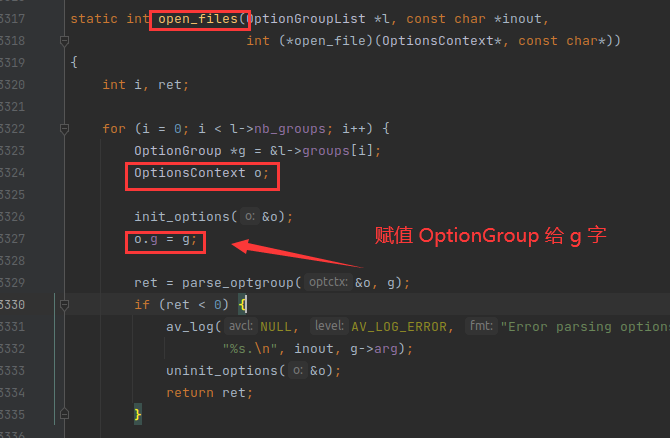 3317 static int open_files(OptionGroupList *l, const char *inout,
3318 int (*open_file)(OptionsContext*, const char*))
3319 {
3320 int i, ret;
3321
3322 for (i = 0; i < l->nb_groups; i++) {
3323 OptionGroup *g = &l->groups[i];
3324 OptionsContext o;
3325
3326 init_options( o: &o);
3327 o.g = g;
赋值 OptionGroup 给 g 字
3328
3329 ret = parse_optgroup( optctx: &o, g);
3330 if (ret < 0) {
3331 av_log( avcl: NULL, level: AV_LOG_ERROR, fmt: "Error parsing options
3332 "%s.\n", inout, g->arg);
3333 uninit_options( o: &o);
3334 return ret;
3335 }
3336